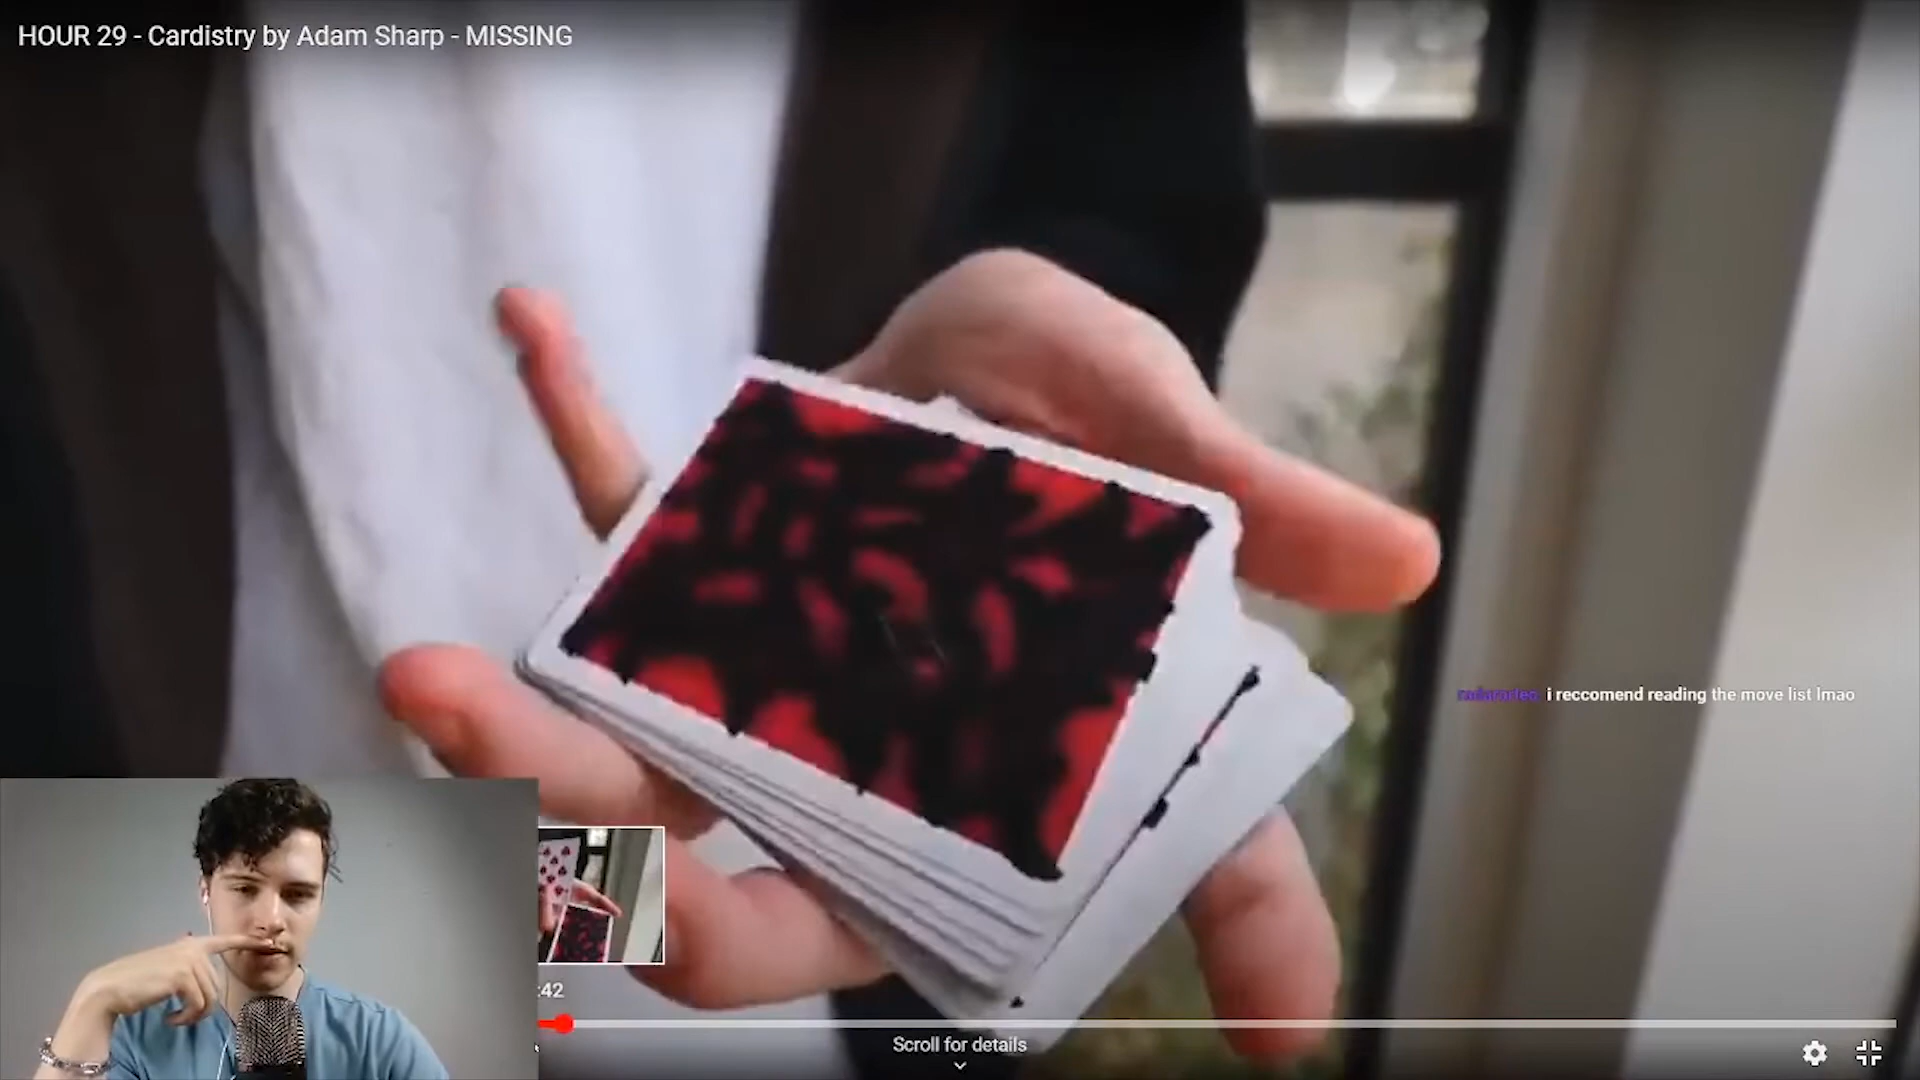 HOUR 29 - Cardistry by Adam Sharp - MISSING
i reccomend reading the move list lmao
:42
Scroll for details